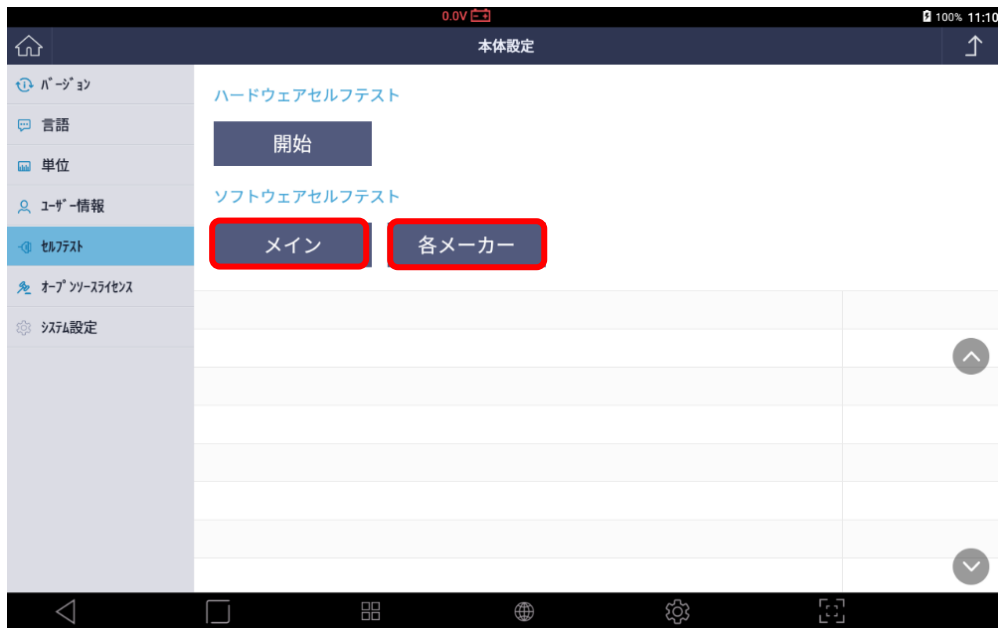 0.0V
100% 11:10
本体設定
ﾊﾞｰｼﾞｮﾝ
言語
単位
ﾕｰｻﾞｰ情報
ｾﾙﾌﾃｽﾄ
ｵｰﾌﾟﾝｿｰｽﾗｲｾﾝｽ
ｼｽﾃﾑ設定
ハードウェアセルフテスト
開始
ソフトウェアセルフテスト
メイン
各メーカー